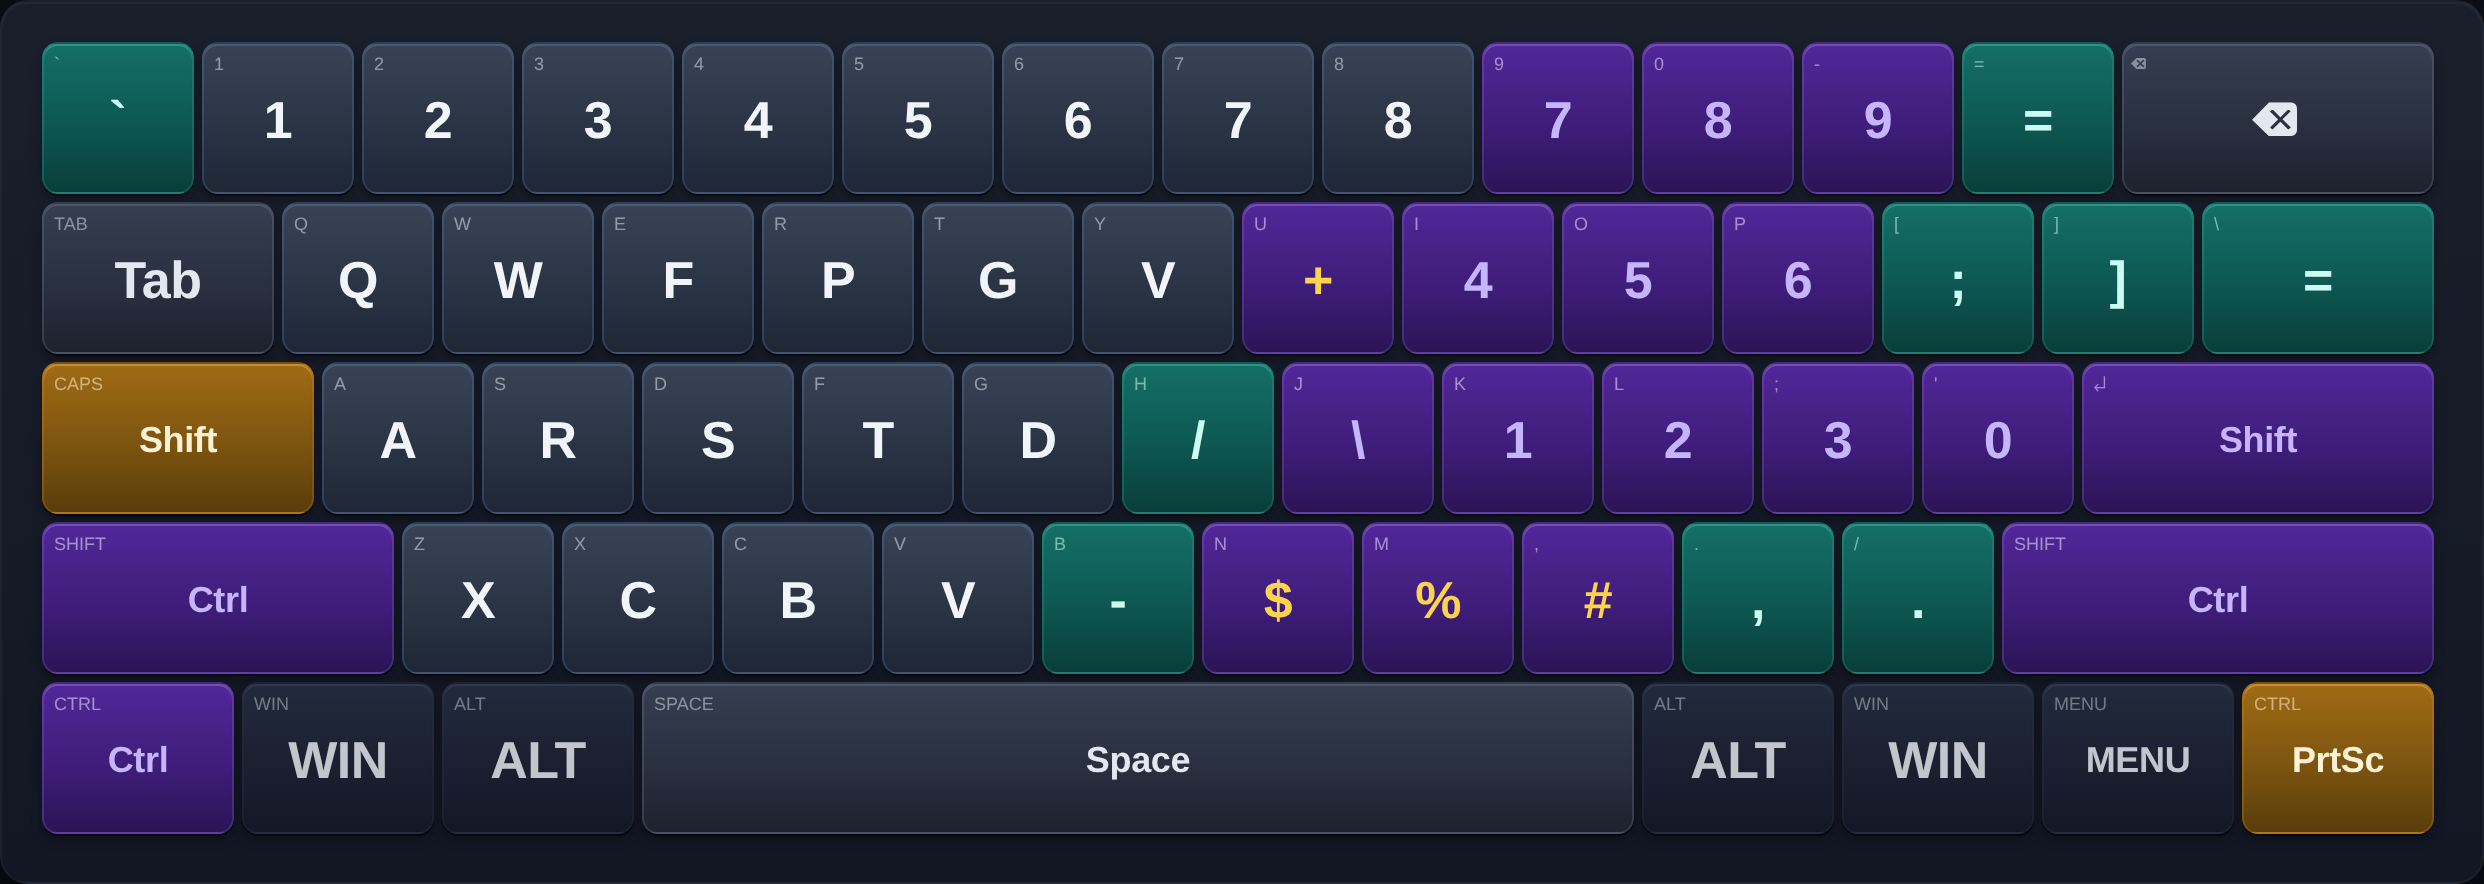 ` 1 2 3 4 5 6 7 8 9 0 - =
` 1 2 3 4 5 6 7 8 7 8 9 =
TAB Q W E R T Y U I O P [ ] \
Tab Q W F P G V + 4 5 6 ; ] =
CAPS A S D F G H J K L ; ' ↵
Shift A R S T D / \ 1 2 3 0 Shift
SHIFT Z X C V B N M , . / SHIFT
Ctrl X C B V - $ % # , . Ctrl
CTRL WIN ALT SPACE ALT WIN MENU CTRL
Ctrl WIN ALT Space ALT WIN MENU PrtSc